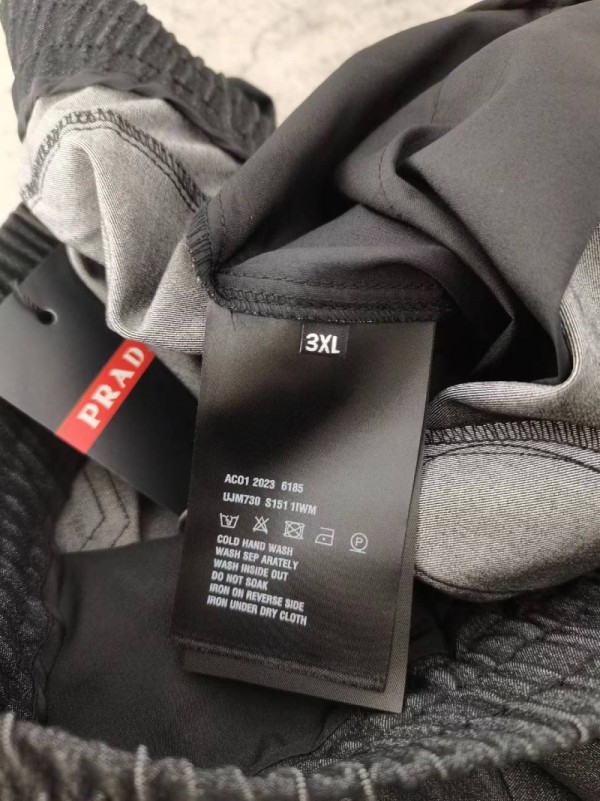 PRAD
3XL
AC01 2023 6185
UJM730 S151 1IWM
P
COLD HAND WASH
WASH SEP ARATELY
WASH INSIDE OUT
DO NOT SOAK
IRON ON REVERSE SIDE
IRON UNDER DRY CLOTH